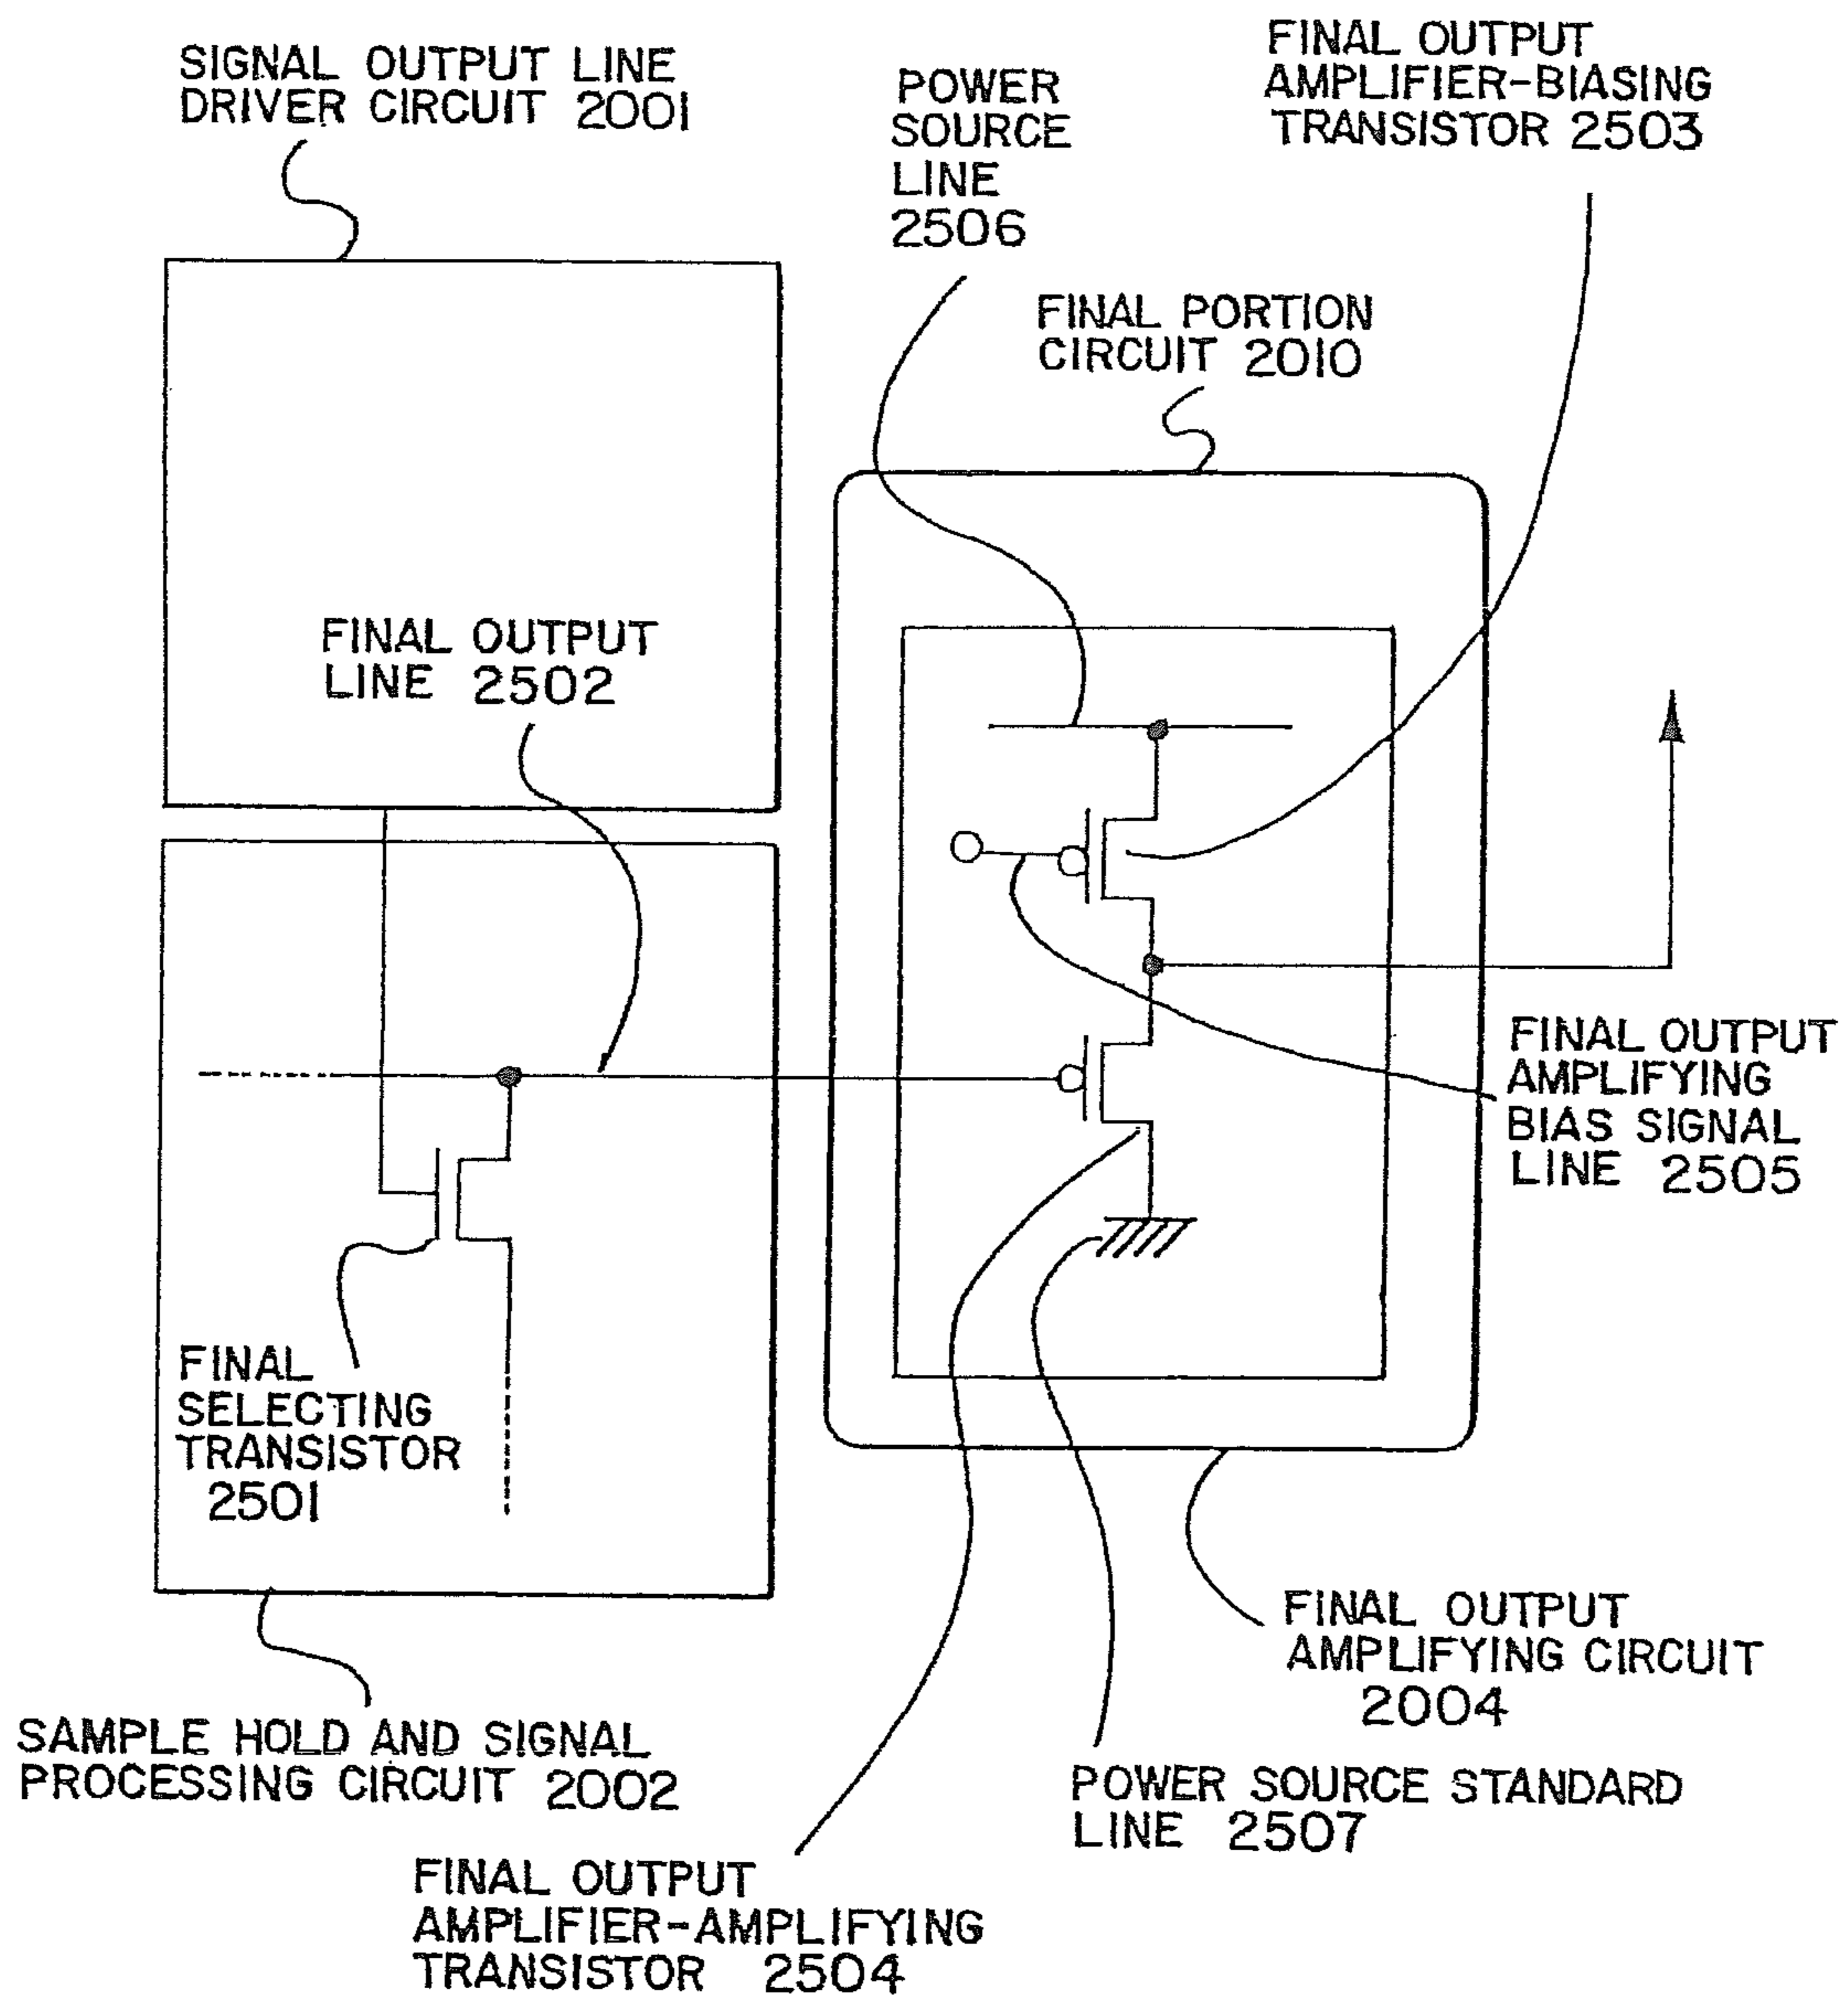 SIGNAL OUTPUT LINE
DRIVER CIRCUIT 2001
POWER
SOURCE
LINE
2506
FINAL OUTPUT
AMPLIFIER-BIASING
TRANSISTOR 2503
FINAL PORTION
CIRCUIT 2010
FINAL OUTPUT
LINE 2502
FINAL OUTPUT
AMPLIFYING
BIAS SIGNAL
LINE 2505
FINAL
SELECTING
TRANSISTOR
2501
FINAL OUTPUT
AMPLIFYING CIRCUIT
2004
SAMPLE HOLD AND SIGNAL
PROCESSING CIRCUIT 2002
POWER SOURCE STANDARD
LINE 2507
FINAL OUTPUT
AMPLIFIER-AMPLIFYING
TRANSISTOR 2504